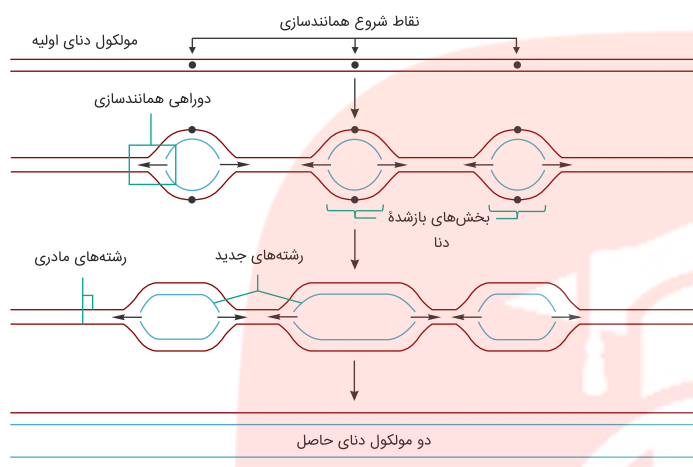 نقاط شروع همانندسازی
مولکول دنای اولیه
دوراهی همانندسازی
بخش‌های بازشدهٔ
دنا
رشته‌های جدید
رشته‌های مادری
دو مولکول دنای حاصل